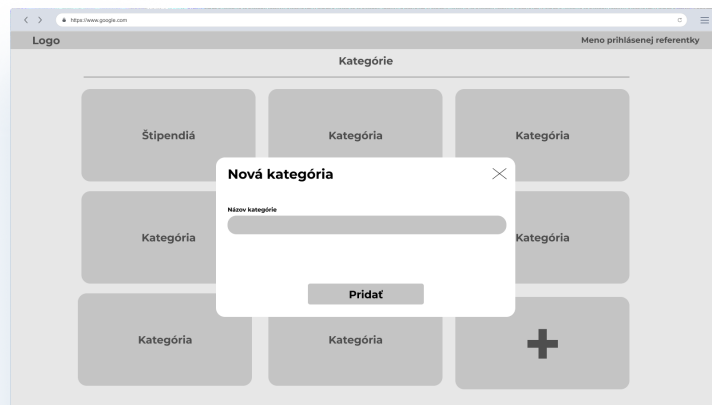 https://www.google.com
Logo
Meno prihlásenej referentky
Kategórie
Štipendiá
Kategória
Kategória
Nová kategória
Názov kategórie
Kategória
Kategória
Pridať
Kategória
Kategória